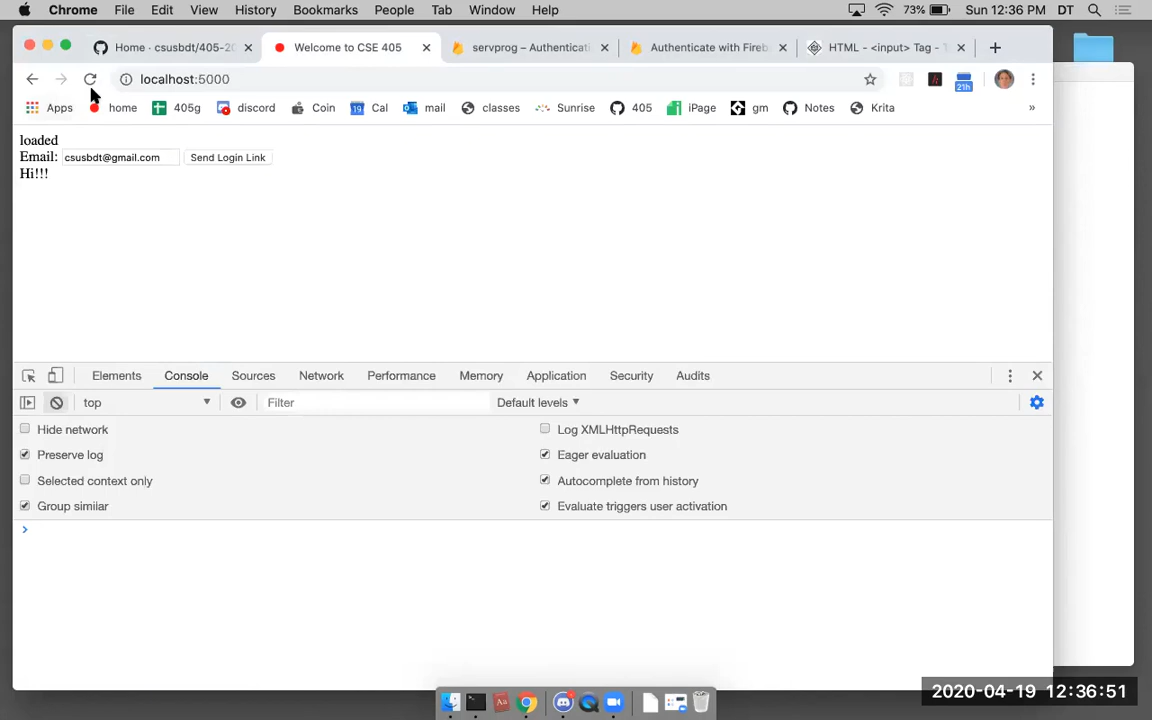 Chrome File Edit View History Bookmarks People Tab Window Help 73% Sun 12:36 PM DT
Home · csusbdt/405-20 Welcome to CSE 405 servprog – Authenticati Authenticate with Fireb HTML - <input> Tag - T
localhost:5000
21h
Apps home 405g discord Coin 19 Cal mail classes Sunrise 405 iPage gm Notes Krita »
loaded
Email: csusbdt@gmail.com Send Login Link
Hi!!!
Elements Console Sources Network Performance Memory Application Security Audits
top Filter Default levels
Hide network Log XMLHttpRequests
Preserve log Eager evaluation
Selected context only Autocomplete from history
Group similar Evaluate triggers user activation
2020-04-19 12:36:51